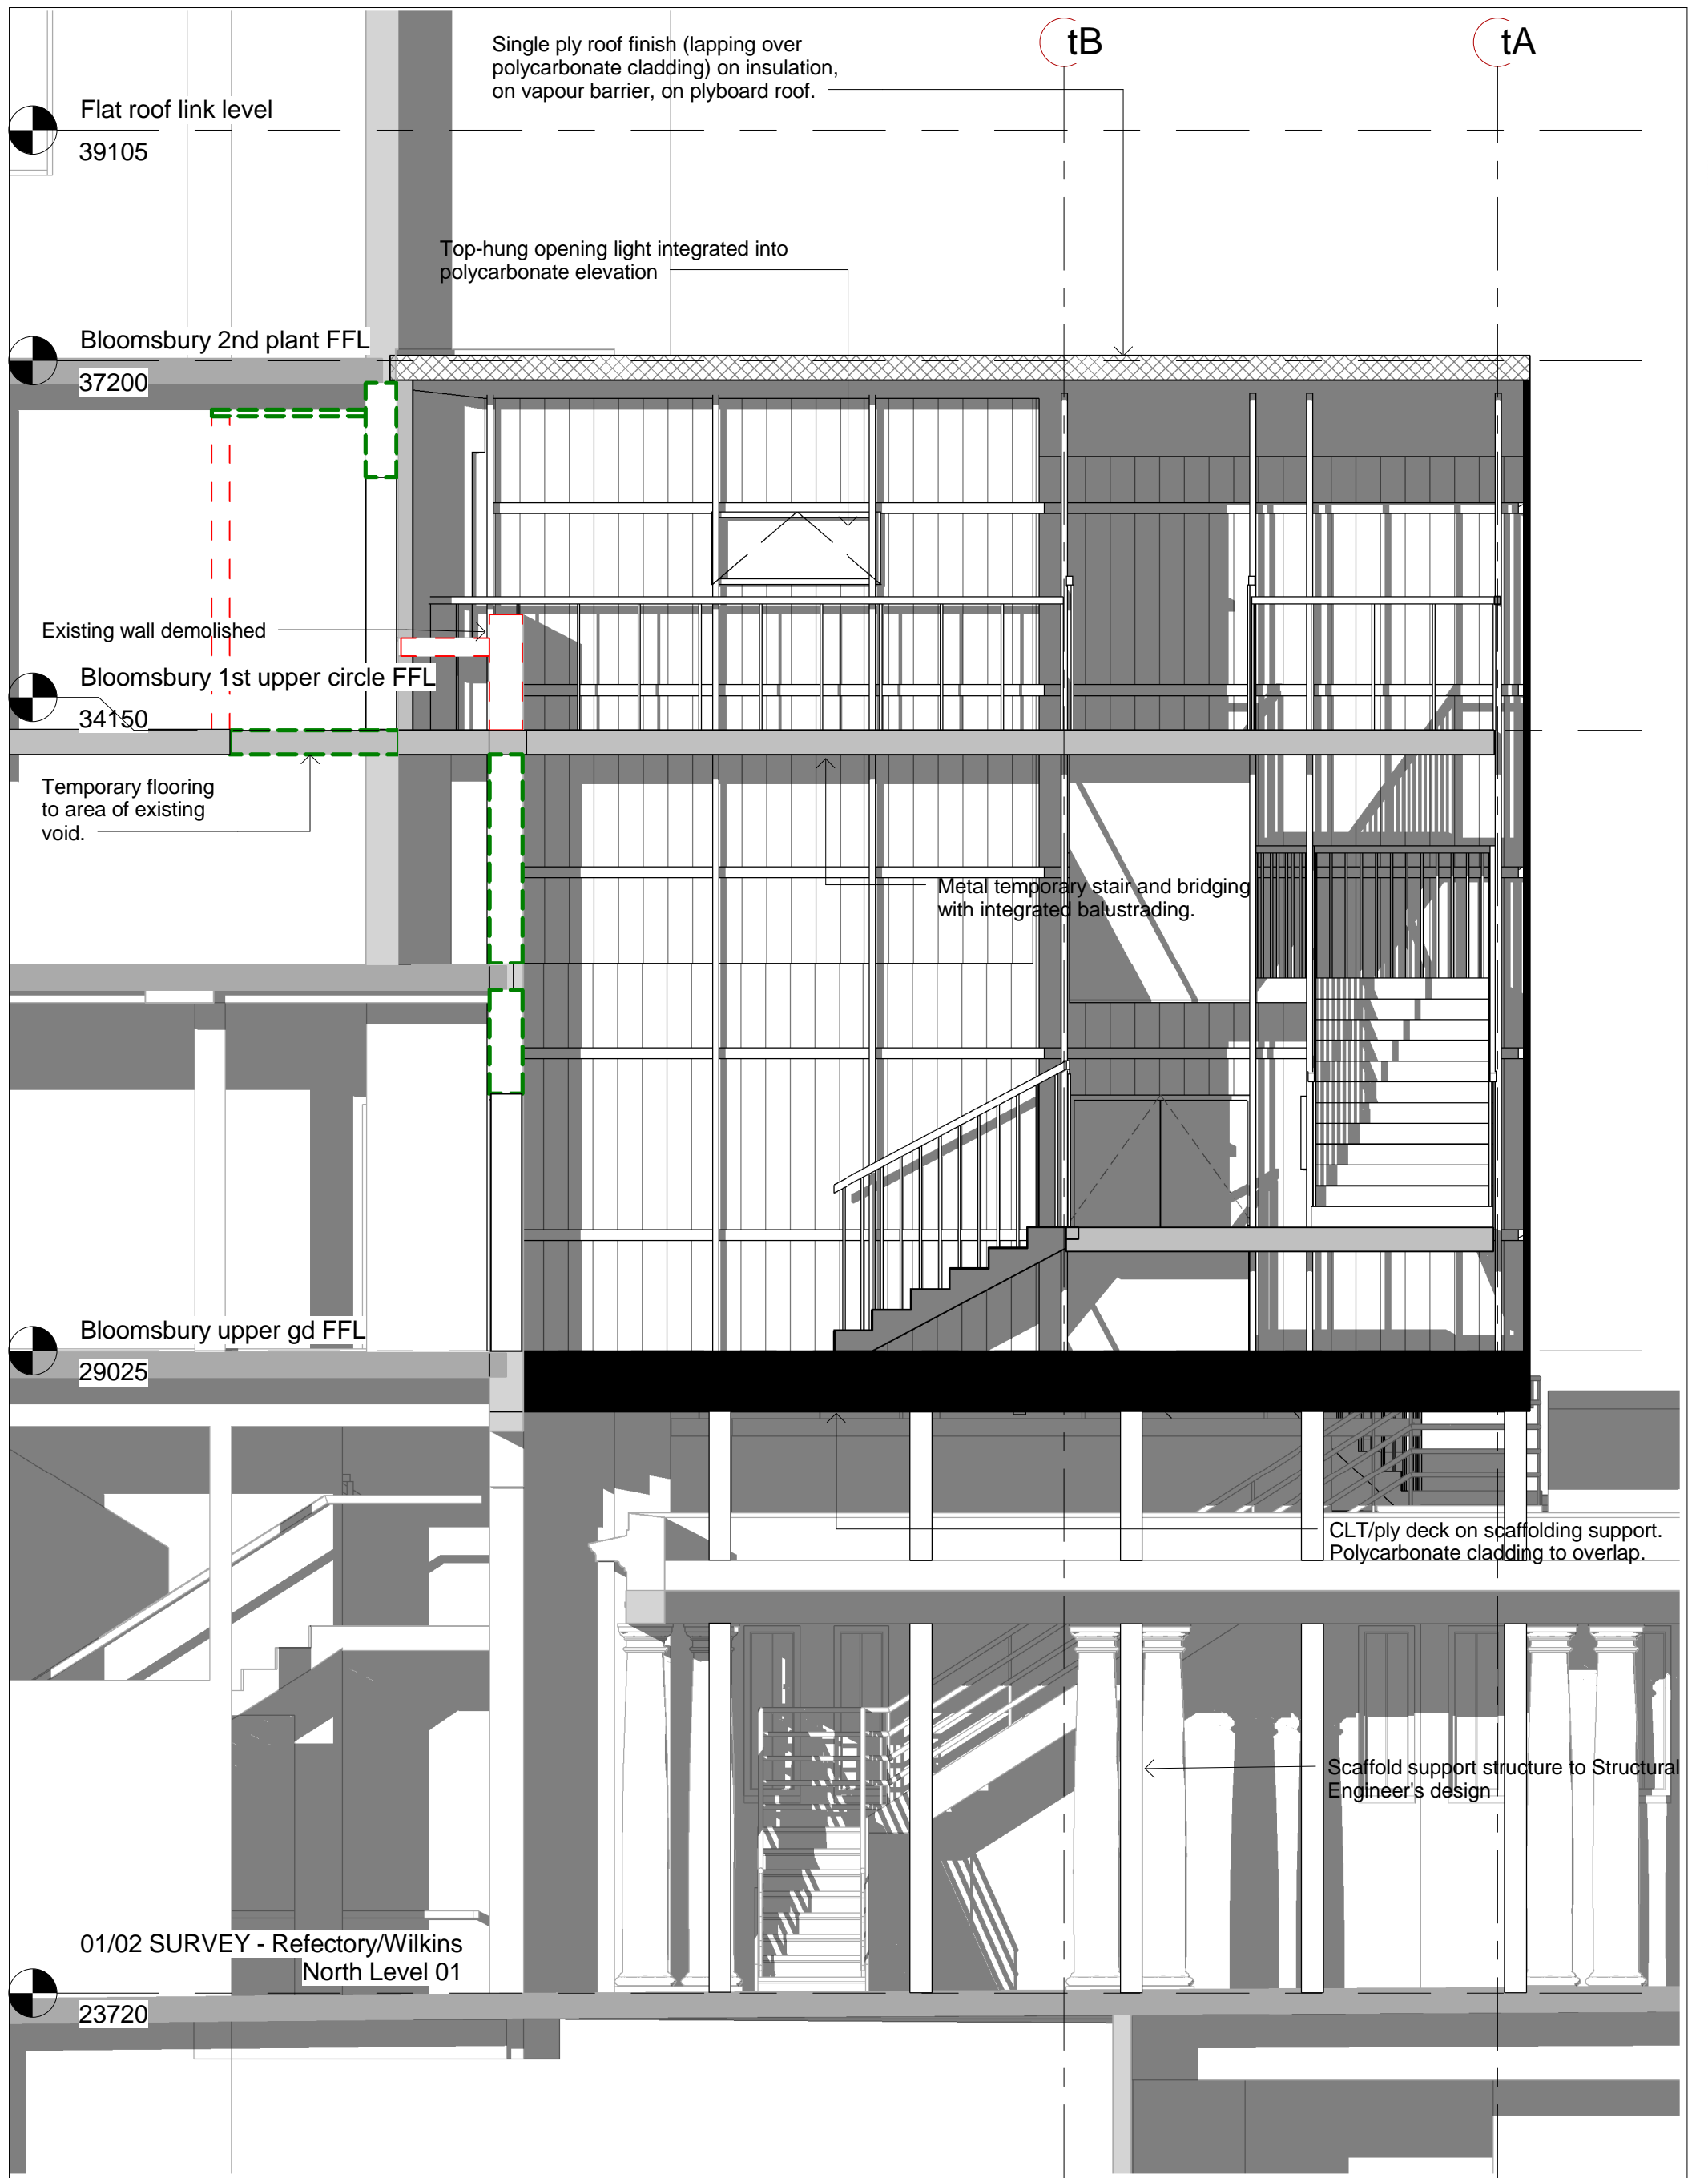 tB
tA
Single ply roof finish (lapping over
polycarbonate cladding) on insulation,
on vapour barrier, on plyboard roof.
Flat roof link level
39105
Top-hung opening light integrated into
polycarbonate elevation
Bloomsbury 2nd plant FFL
37200
Existing wall demolished
Bloomsbury 1st upper circle FFL
34150
Temporary flooring
to area of existing
void.
Metal temporary stair and bridging
with integrated balustrading.
Bloomsbury upper gd FFL
29025
CLT/ply deck on scaffolding support.
Polycarbonate cladding to overlap.
Scaffold support structure to Structural
Engineer's design
01/02 SURVEY - Refectory/Wilkins
North Level 01
23720